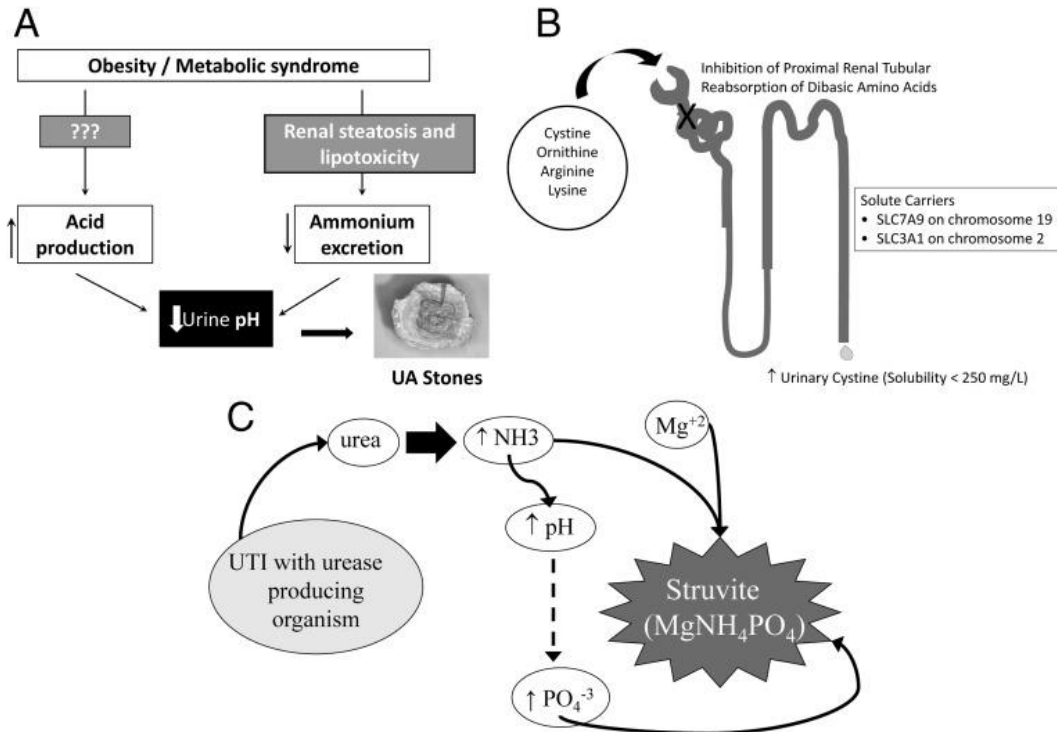 A
Obesity / Metabolic syndrome
???
Renal steatosis and
lipotoxicity
↑ Acid
production
↓ Ammonium
excretion
↓Urine pH
UA Stones
B
Inhibition of Proximal Renal Tubular
Reabsorption of Dibasic Amino Acids
Cystine
Ornithine
Arginine
Lysine
X
Solute Carriers
• SLC7A9 on chromosome 19
• SLC3A1 on chromosome 2
↑ Urinary Cystine (Solubility < 250 mg/L)
C
urea
↑ NH3
Mg⁺²
↑ pH
UTI with urease
producing
organism
Struvite
(MgNH₄PO₄)
↑ PO₄⁻³